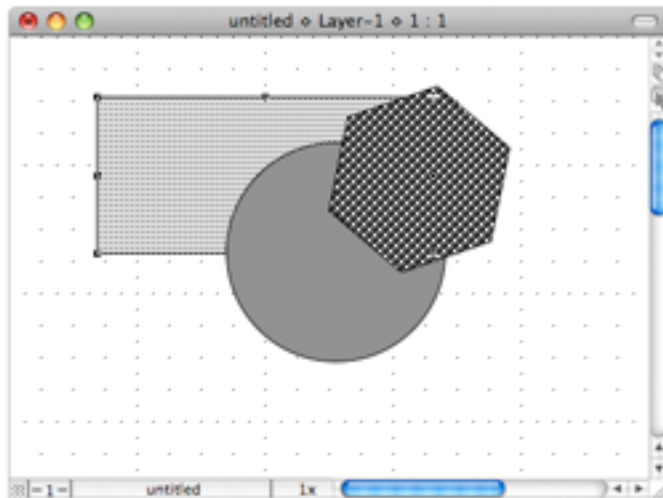 untitled ⋄ Layer-1 ⋄ 1 : 1
1 untitled 1x